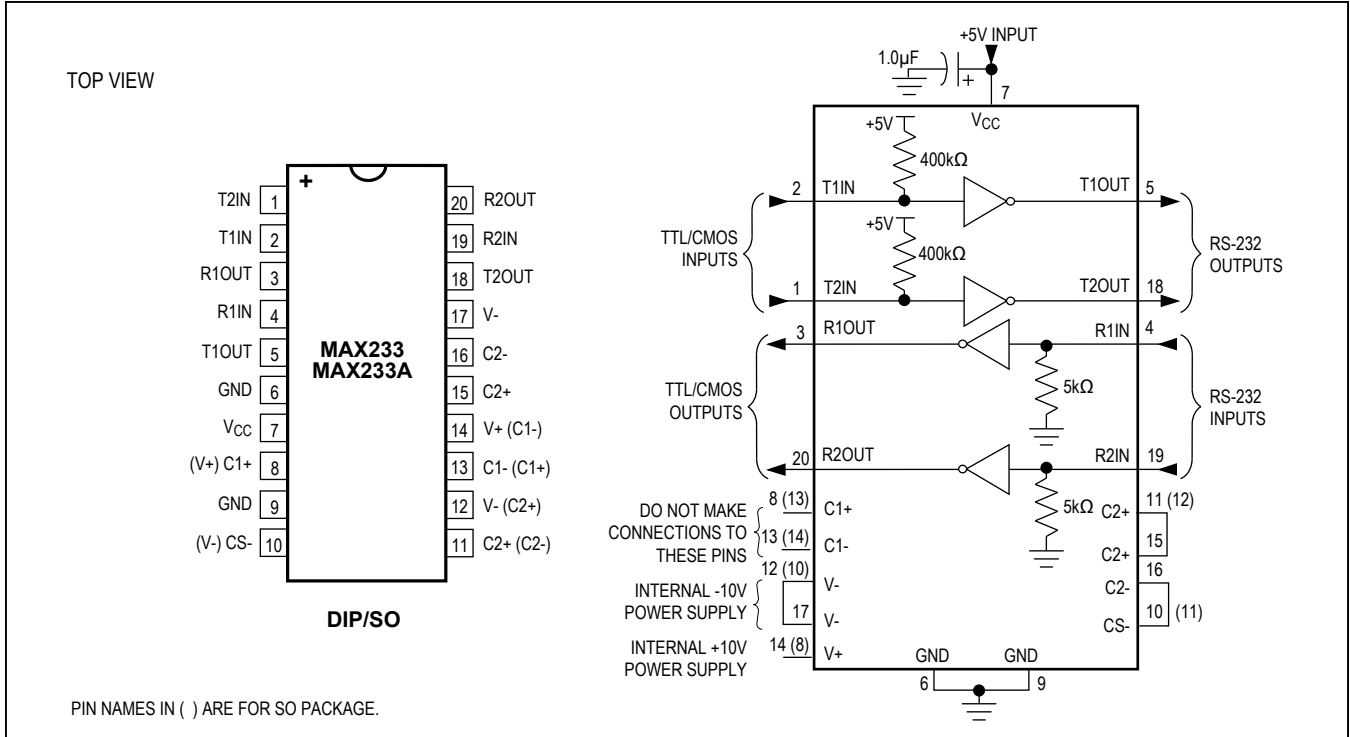 TOP VIEW
+
T2IN 1
T1IN 2
R1OUT 3
R1IN 4
T1OUT 5
GND 6
VCC 7
(V+) C1+ 8
GND 9
(V-) CS- 10
MAX233
MAX233A
20 R2OUT
19 R2IN
18 T2OUT
17 V-
16 C2-
15 C2+
14 V+ (C1-)
13 C1- (C1+)
12 V- (C2+)
11 C2+ (C2-)
DIP/SO
PIN NAMES IN ( ) ARE FOR SO PACKAGE.
+5V INPUT
1.0µF
+
7
VCC
+5V
400kΩ
2 T1IN
T1OUT 5
+5V
400kΩ
TTL/CMOS
INPUTS
RS-232
OUTPUTS
1 T2IN
T2OUT 18
3 R1OUT
R1IN 4
5kΩ
TTL/CMOS
OUTPUTS
RS-232
INPUTS
20 R2OUT
R2IN 19
5kΩ
DO NOT MAKE
CONNECTIONS TO
THESE PINS
8 (13) C1+
13 (14) C1-
INTERNAL -10V
POWER SUPPLY
12 (10) V-
17 V-
INTERNAL +10V
POWER SUPPLY
14 (8) V+
C2+ 11 (12)
C2+ 15
C2- 16
CS- 10 (11)
GND GND
6 9